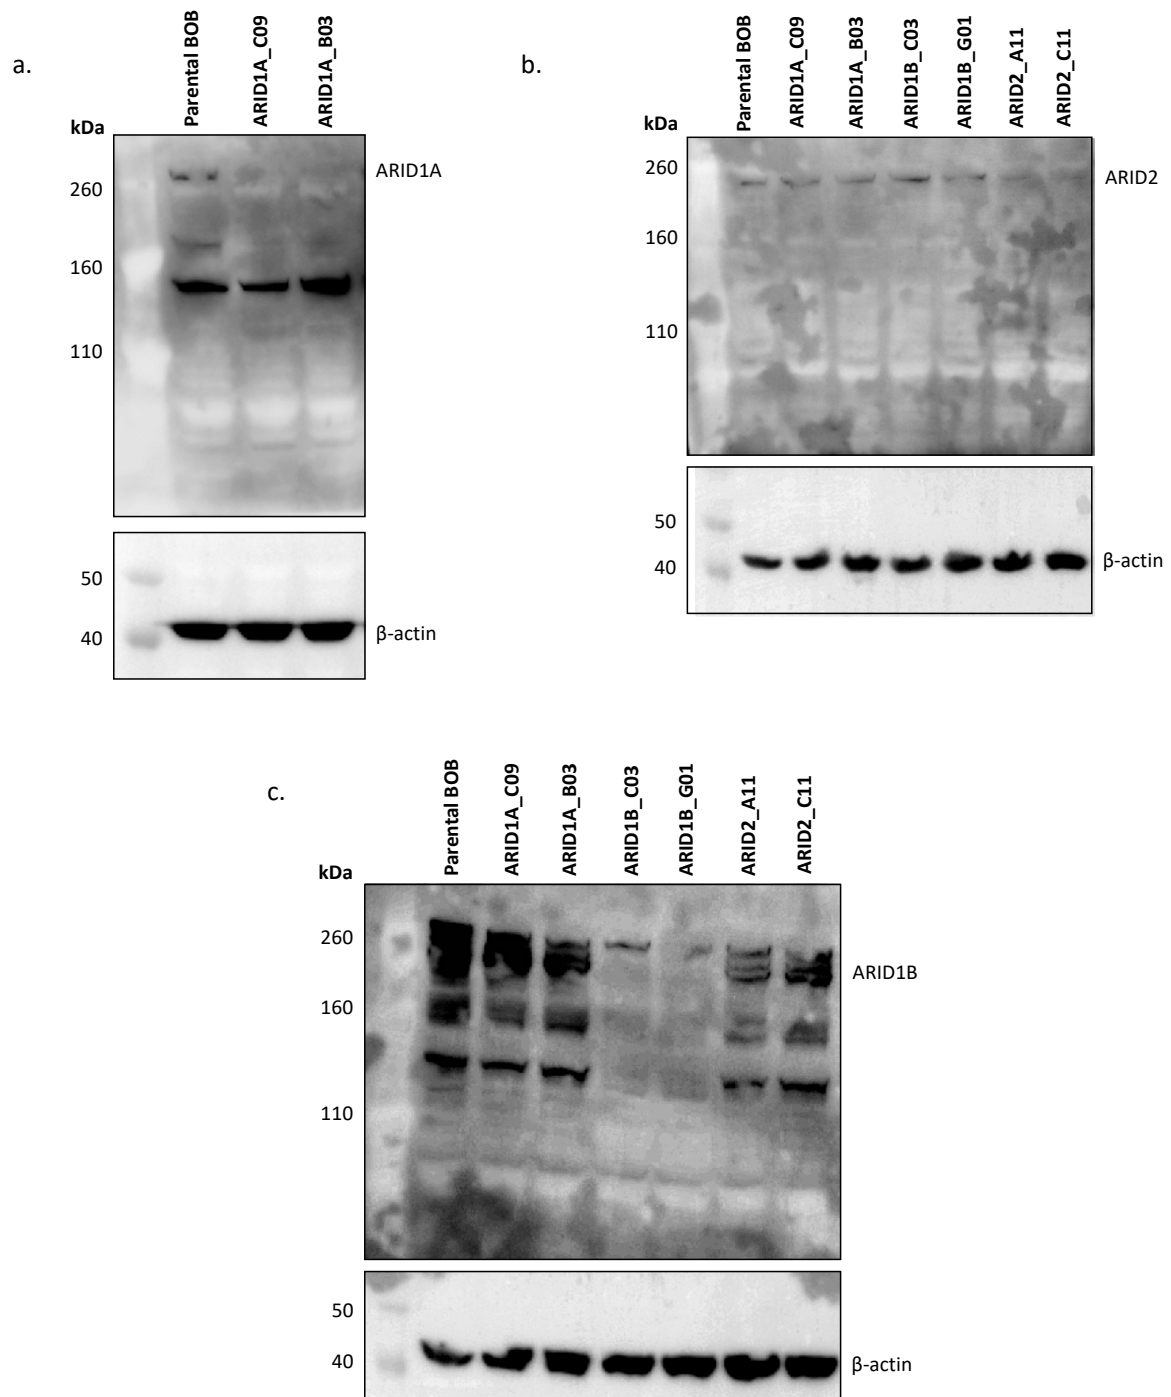 a.
Parental BOB
ARID1A_C09
ARID1A_B03
kDa
260
160
110
ARID1A
50
40
β-actin
b.
Parental BOB
ARID1A_C09
ARID1A_B03
ARID1B_C03
ARID1B_G01
ARID2_A11
ARID2_C11
kDa
260
160
110
ARID2
50
40
β-actin
c.
Parental BOB
ARID1A_C09
ARID1A_B03
ARID1B_C03
ARID1B_G01
ARID2_A11
ARID2_C11
kDa
260
160
110
ARID1B
50
40
β-actin